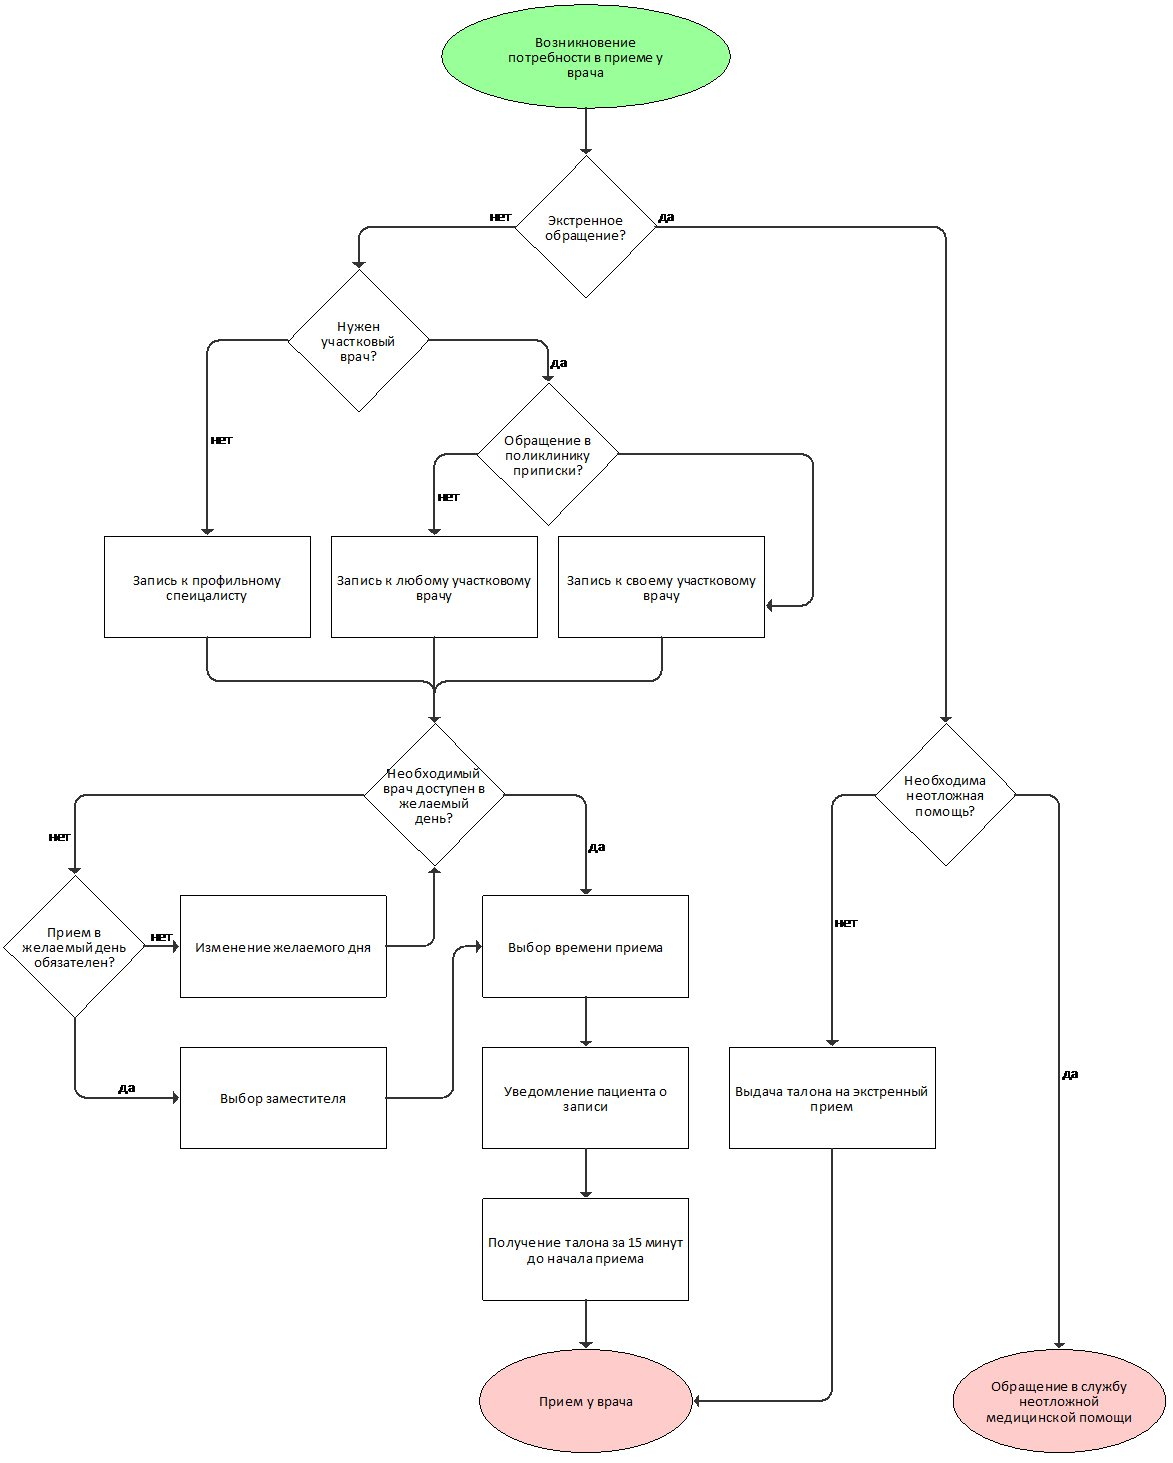 Возникновение
потребности в приеме у
врача
нет
да
Экстренное
обращение?
Нужен
участковый
врач?
да
нет
Обращение в
поликлинику
приписки?
нет
Запись к профильному
спеицалисту
Запись к любому участковому
врачу
Запись к своему участковому
врачу
Необходимый
врач доступен в
желаемый
день?
Необходима
неотложная
помощь?
нет
да
Прием в
желаемый день
обязателен?
нет
Изменение желаемого дня
Выбор времени приема
нет
да
Выбор заместителя
Уведомление пациента о
записи
Выдача талона на экстренный
прием
да
Получение талона за 15 минут
до начала приема
Прием у врача
Обращение в службу
неотложной
медицинской помощи